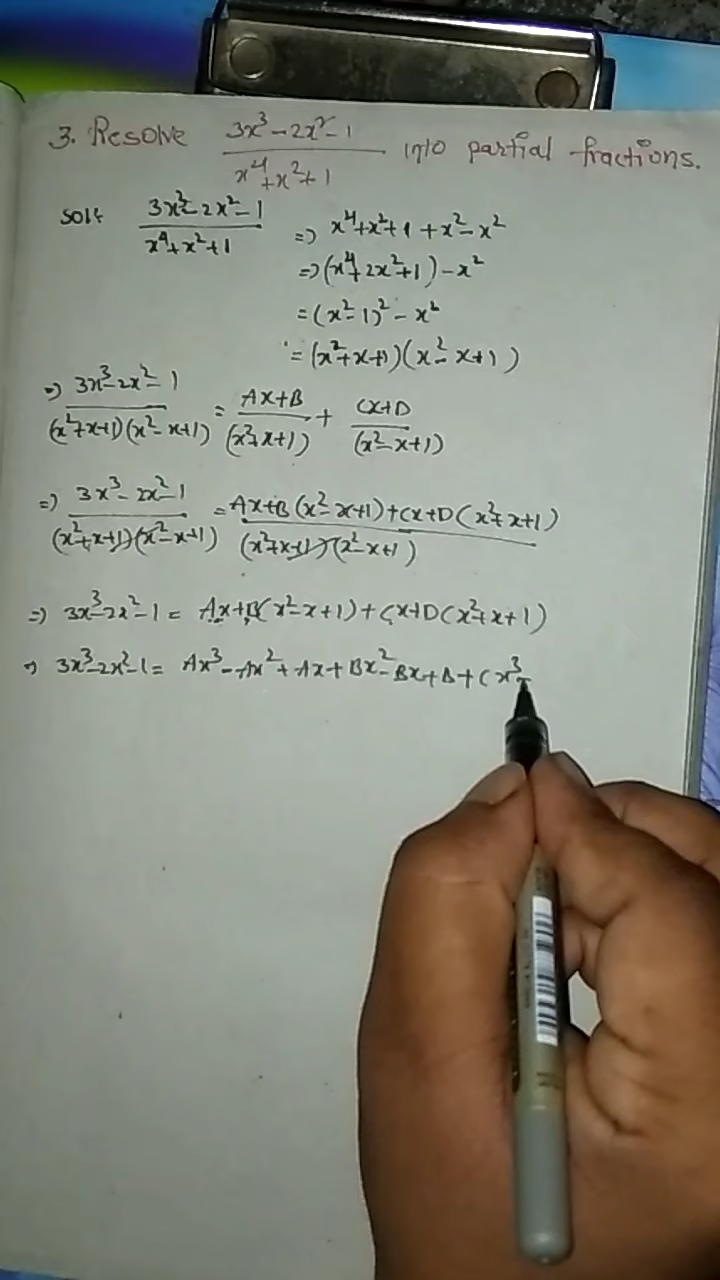 3. Resolve (3x³-2x²-1)/(x⁴+x²+1) into partial fractions.
Sol: (3x²-2x²-1)/(x⁴+x²+1) => x⁴+x²+1+x²-x²
=> (x⁴+2x²+1)-x²
= (x²-1)²-x²
= (x²+x+1)(x²-x+1)
=> (3x³-2x²-1)/((x²+x+1)(x²-x+1)) = (Ax+B)/(x²+x+1) + (Cx+D)/(x²-x+1)
=> (3x³-2x²-1)/((x²+x+1)(x²-x+1)) = (Ax+B(x²-x+1)+Cx+D(x²+x+1))/((x²+x+1)(x²-x+1))
=> 3x³-2x²-1 = Ax+B(x²-x+1)+Cx+D(x²+x+1)
=> 3x³-2x²-1 = Ax³-Ax²+Ax+Bx²-Bx+B+Cx³